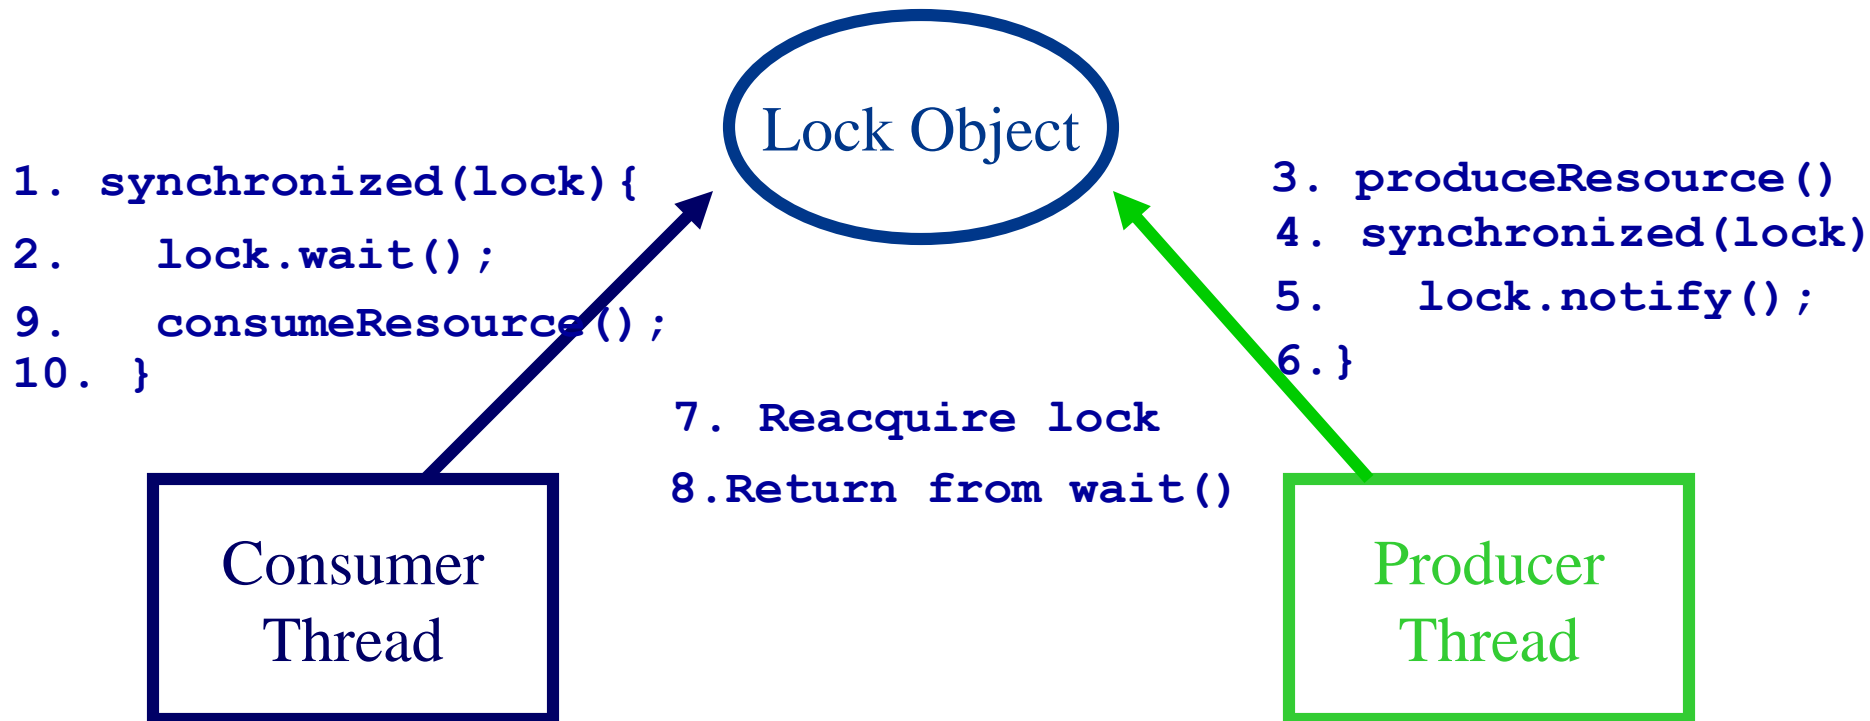 Lock Object
1. synchronized(lock){
2. lock.wait();
9. consumeResource();
10. }
3. produceResource()
4. synchronized(lock)
5. lock.notify();
6.}
7. Reacquire lock
8.Return from wait()
Consumer
Thread
Producer
Thread